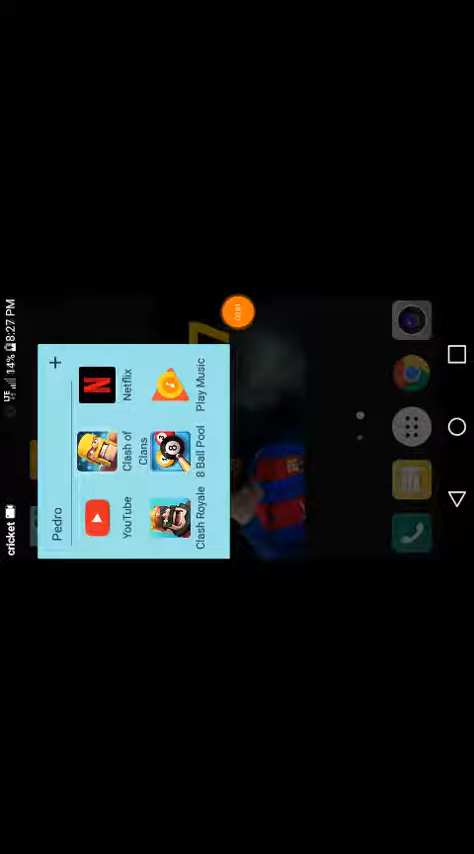 cricket LTE 14% 8:27 PM
Pedro +
YouTube
Clash of
Clans
Netflix
Clash Royale
8 Ball Pool
Play Music